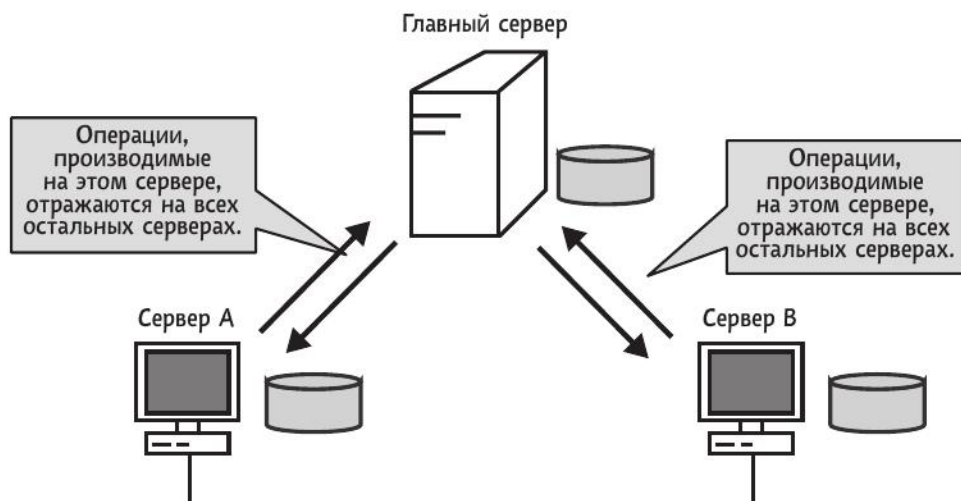 Главный сервер
Операции,
производимые
на этом сервере,
отражаются на всех
остальных серверах.
Операции,
производимые
на этом сервере,
отражаются на всех
остальных серверах.
Сервер A
Сервер B